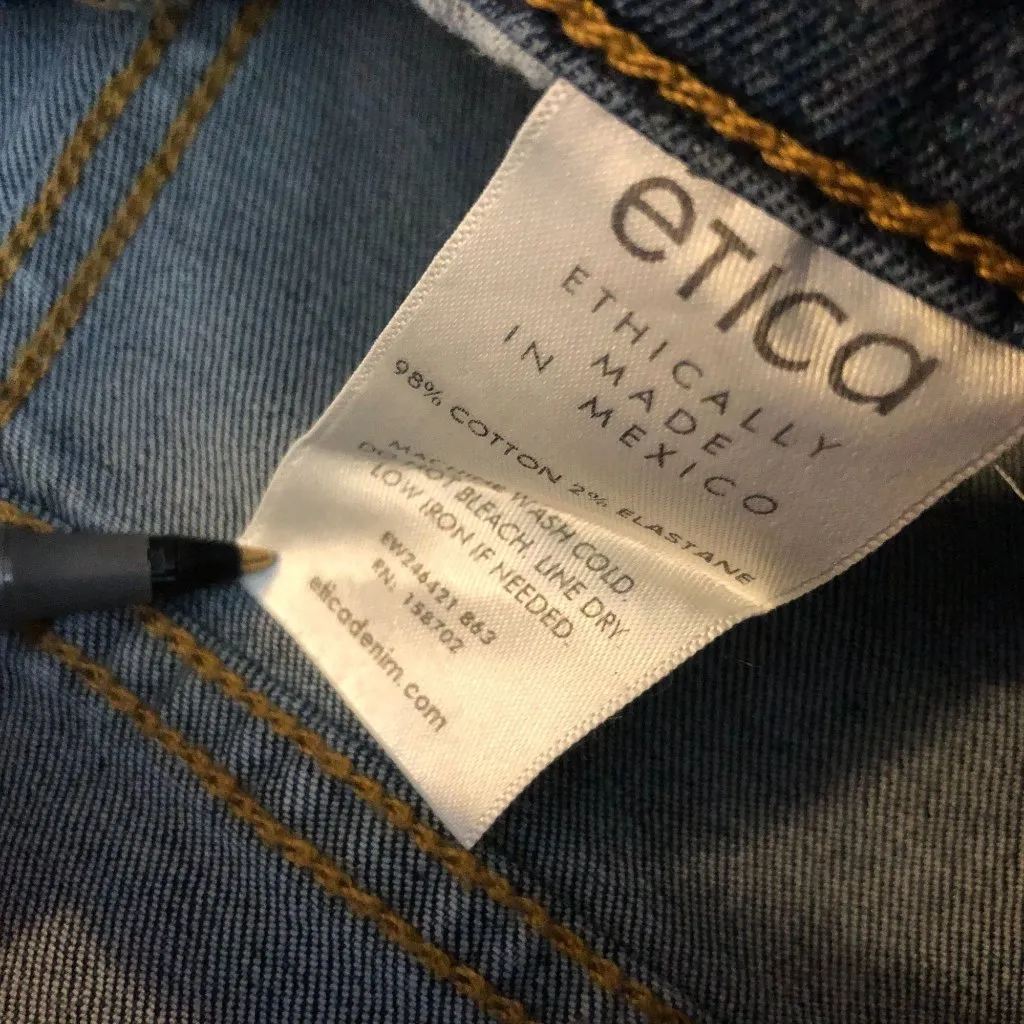 eTICa
ETHICALLY
MADE
IN MEXICO
98% COTTON 2% ELASTANE
MACHINE WASH COLD
DO NOT BLEACH. LINE DRY.
LOW IRON IF NEEDED.
EW246421 863
RN: 158702
eticadenim.com